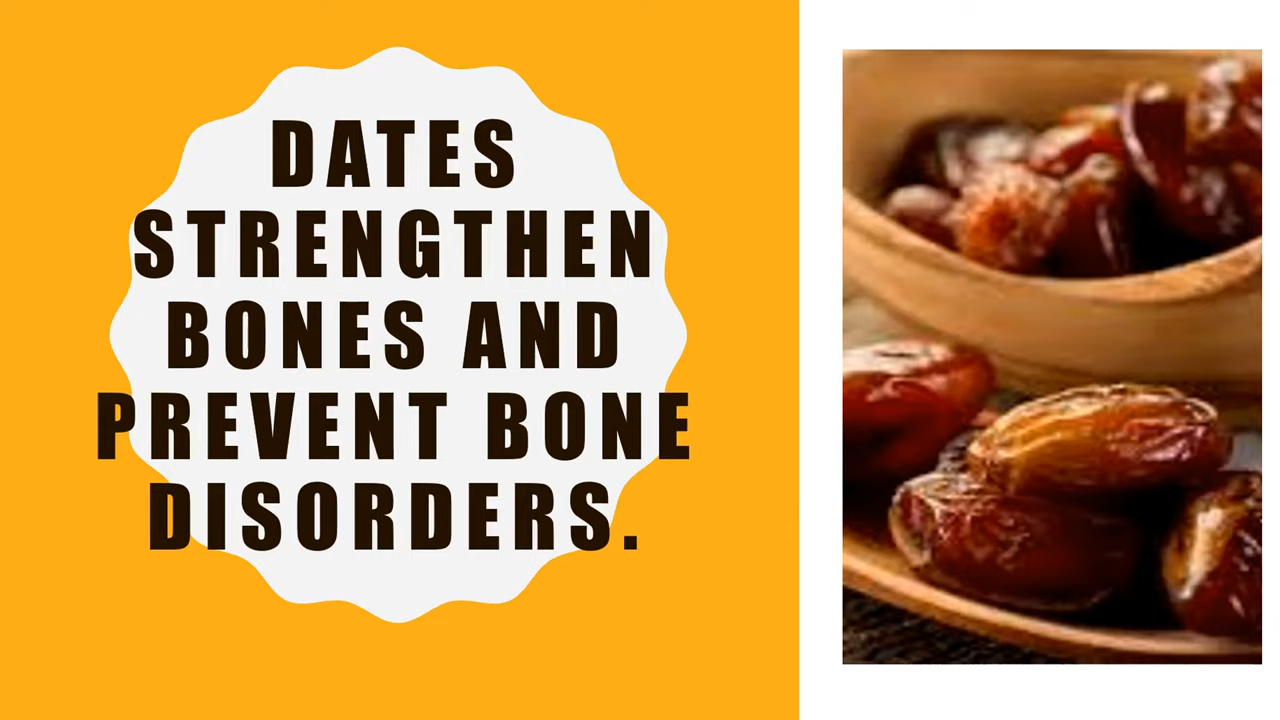 DATES
STRENGTHEN
BONES AND
PREVENT BONE
DISORDERS.